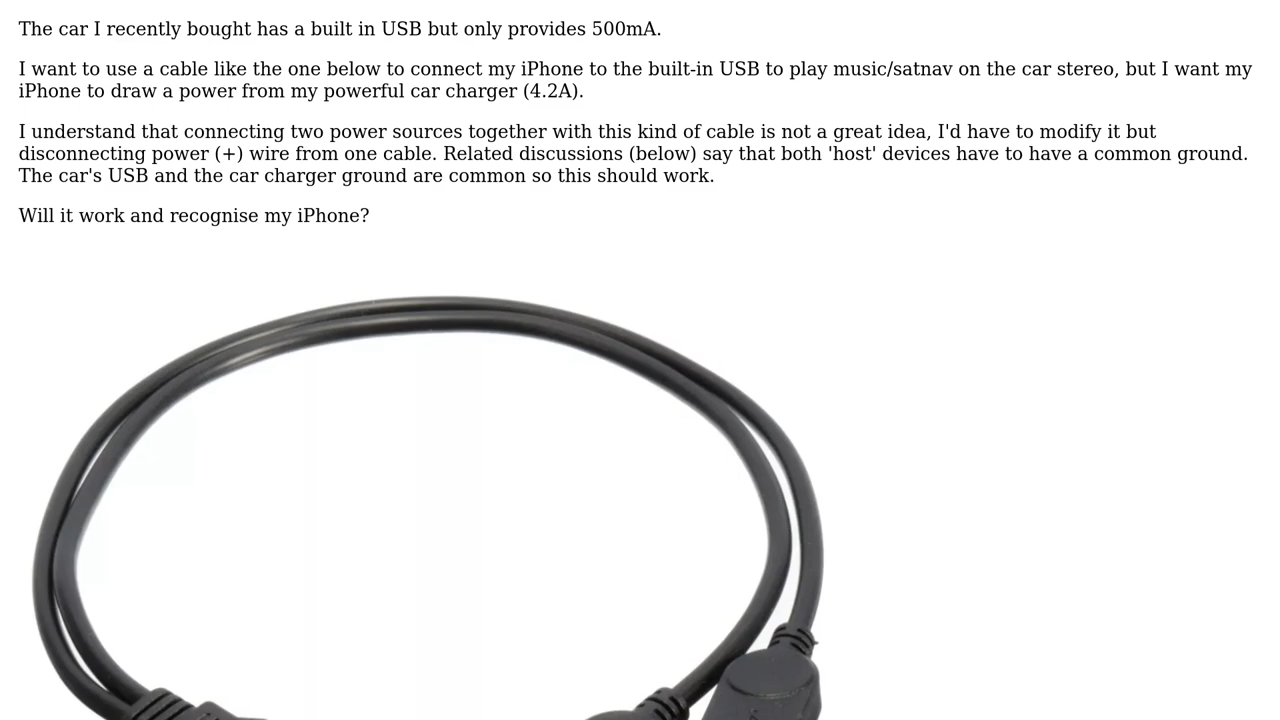 The car I recently bought has a built in USB but only provides 500mA.
I want to use a cable like the one below to connect my iPhone to the built-in USB to play music/satnav on the car stereo, but I want my
iPhone to draw a power from my powerful car charger (4.2A).
I understand that connecting two power sources together with this kind of cable is not a great idea, I'd have to modify it but
disconnecting power (+) wire from one cable. Related discussions (below) say that both 'host' devices have to have a common ground.
The car's USB and the car charger ground are common so this should work.
Will it work and recognise my iPhone?